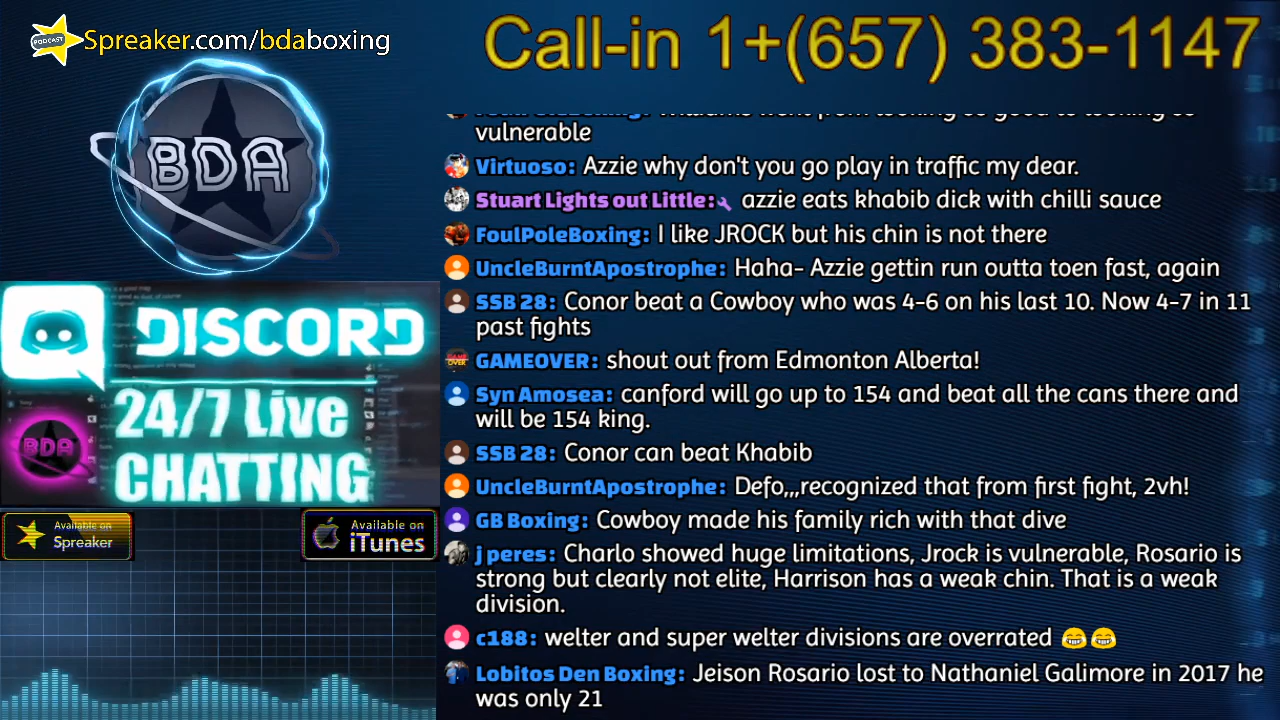 PODCAST
Spreaker.com/bdaboxing
BDA
Call-in 1+(657) 383-1147
vulnerable
Virtuoso: Azzie why don't you go play in traffic my dear.
Stuart Lights out Little: azzie eats khabib dick with chilli sauce
FoulPoleBoxing: I like JROCK but his chin is not there
UncleBurntApostrophe: Haha- Azzie gettin run outta toen fast, again
SSB 28: Conor beat a Cowboy who was 4-6 on his last 10. Now 4-7 in 11
past fights
GAMEOVER: shout out from Edmonton Alberta!
Syn Amosea: canford will go up to 154 and beat all the cans there and
will be 154 king.
SSB 28: Conor can beat Khabib
UncleBurntApostrophe: Defo,,,recognized that from first fight, 2vh!
GB Boxing: Cowboy made his family rich with that dive
j peres: Charlo showed huge limitations, Jrock is vulnerable, Rosario is
strong but clearly not elite, Harrison has a weak chin. That is a weak
division.
c188: welter and super welter divisions are overrated 😂😂
Lobitos Den Boxing: Jeison Rosario lost to Nathaniel Galimore in 2017 he
was only 21
DISCORD
24/7 Live
CHATTING
BDA
Available on
Spreaker
Available on
iTunes